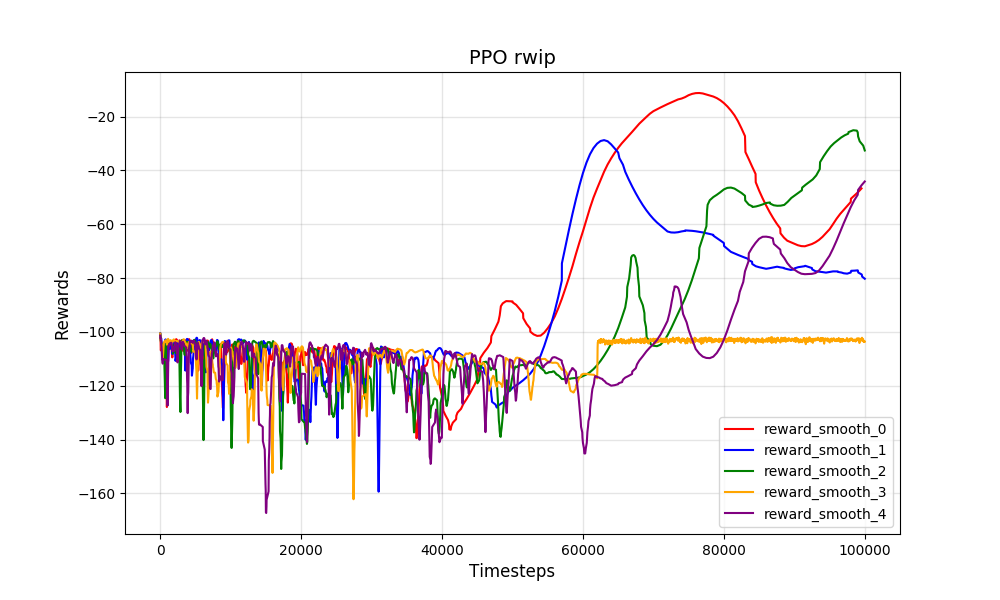 PPO rwip
Rewards
−20
−40
−60
−80
−100
−120
−140
−160
reward_smooth_0
reward_smooth_1
reward_smooth_2
reward_smooth_3
reward_smooth_4
0 20000 40000 60000 80000 100000
Timesteps